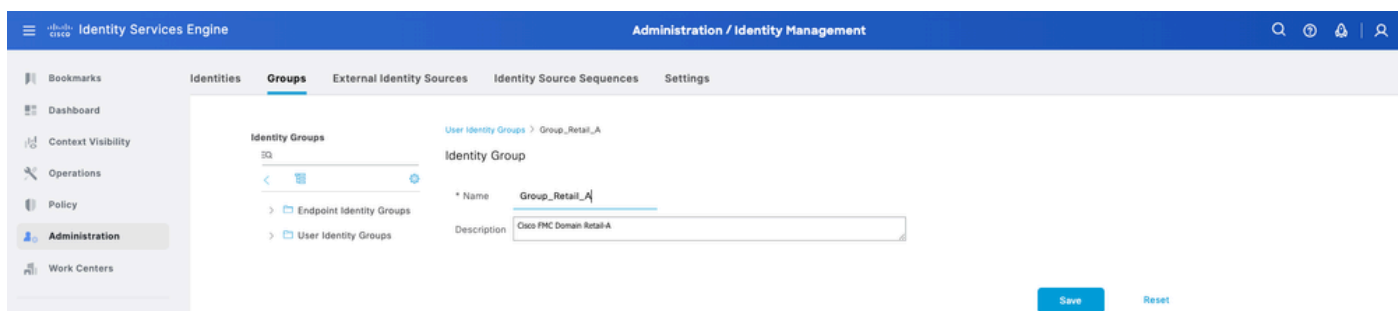 cisco Identity Services Engine
Administration / Identity Management
Bookmarks
Dashboard
Context Visibility
Operations
Policy
Administration
Work Centers
Identities Groups External Identity Sources Identity Source Sequences Settings
Identity Groups
EQ
Endpoint Identity Groups
User Identity Groups
User Identity Groups > Group_Retail_A
Identity Group
* Name Group_Retail_A
Description Cisco FMC Domain Retail-A
Save Reset